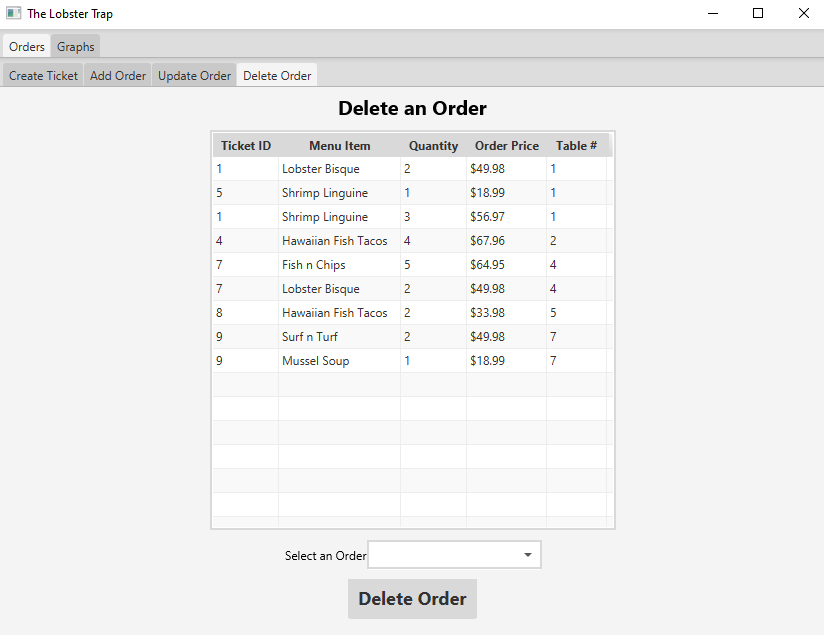 The Lobster Trap
Orders Graphs
Create Ticket Add Order Update Order Delete Order
Delete an Order
Ticket ID Menu Item Quantity Order Price Table #
1 Lobster Bisque 2 $49.98 1
5 Shrimp Linguine 1 $18.99 1
1 Shrimp Linguine 3 $56.97 1
4 Hawaiian Fish Tacos 4 $67.96 2
7 Fish n Chips 5 $64.95 4
7 Lobster Bisque 2 $49.98 4
8 Hawaiian Fish Tacos 2 $33.98 5
9 Surf n Turf 2 $49.98 7
9 Mussel Soup 1 $18.99 7
Select an Order
Delete Order